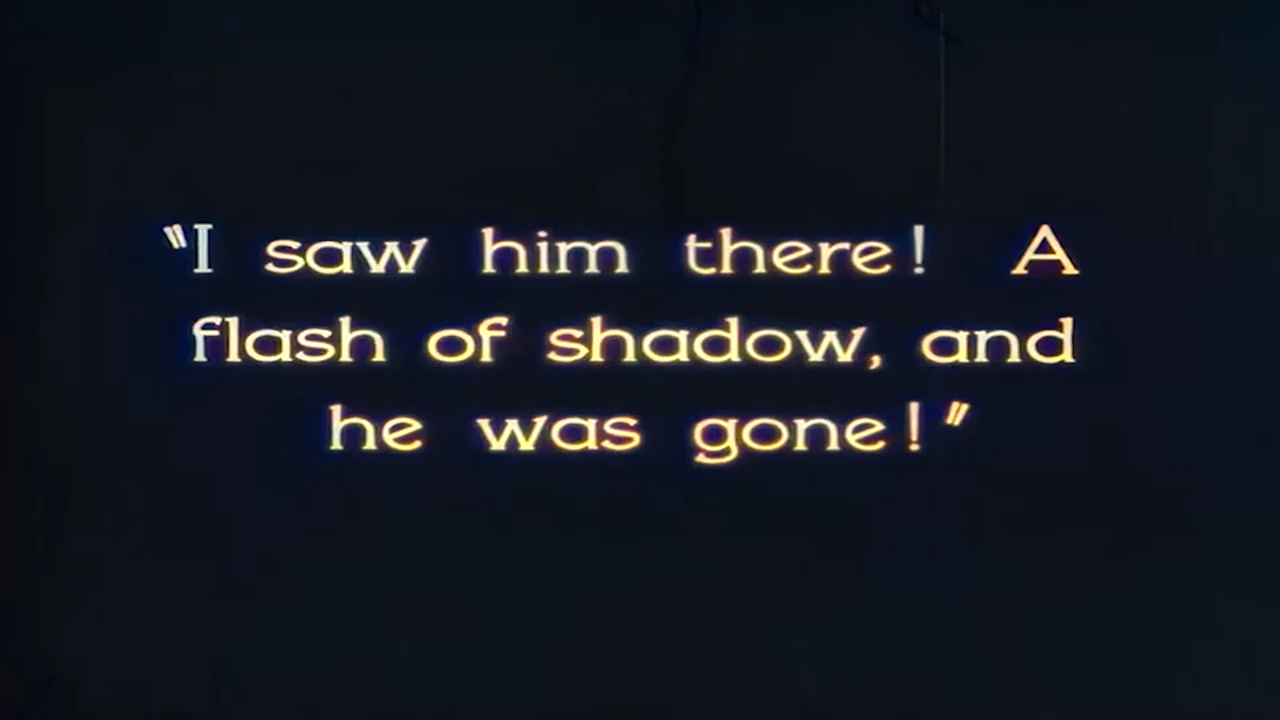 "I saw him there! A
flash of shadow, and
he was gone!"